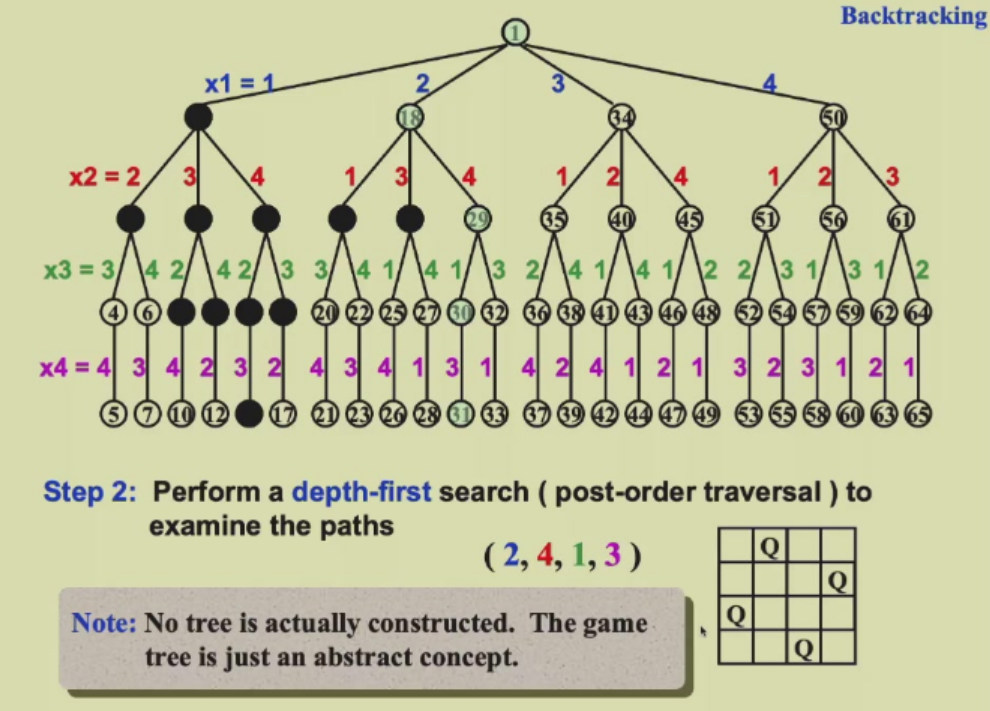 Backtracking
1
x1 = 1 2 3 4
18 34 50
x2 = 2 3 4 1 3 4 1 2 4 1 2 3
29 35 40 45 51 56 61
x3 = 3 4 2 4 2 3 3 4 1 4 1 3 2 4 1 4 1 2 2 3 1 3 1 2
4 6 20 22 25 27 30 32 36 38 41 43 46 48 52 54 57 59 62 64
x4 = 4 3 4 2 3 2 4 3 4 1 3 1 4 2 4 1 2 1 3 2 3 1 2 1
5 7 10 12 17 21 23 26 28 31 33 37 39 42 44 47 49 53 55 58 60 63 65
Step 2: Perform a depth-first search ( post-order traversal ) to
examine the paths
( 2, 4, 1, 3 )
Q
Q
Q
Q
Note: No tree is actually constructed. The game
tree is just an abstract concept.